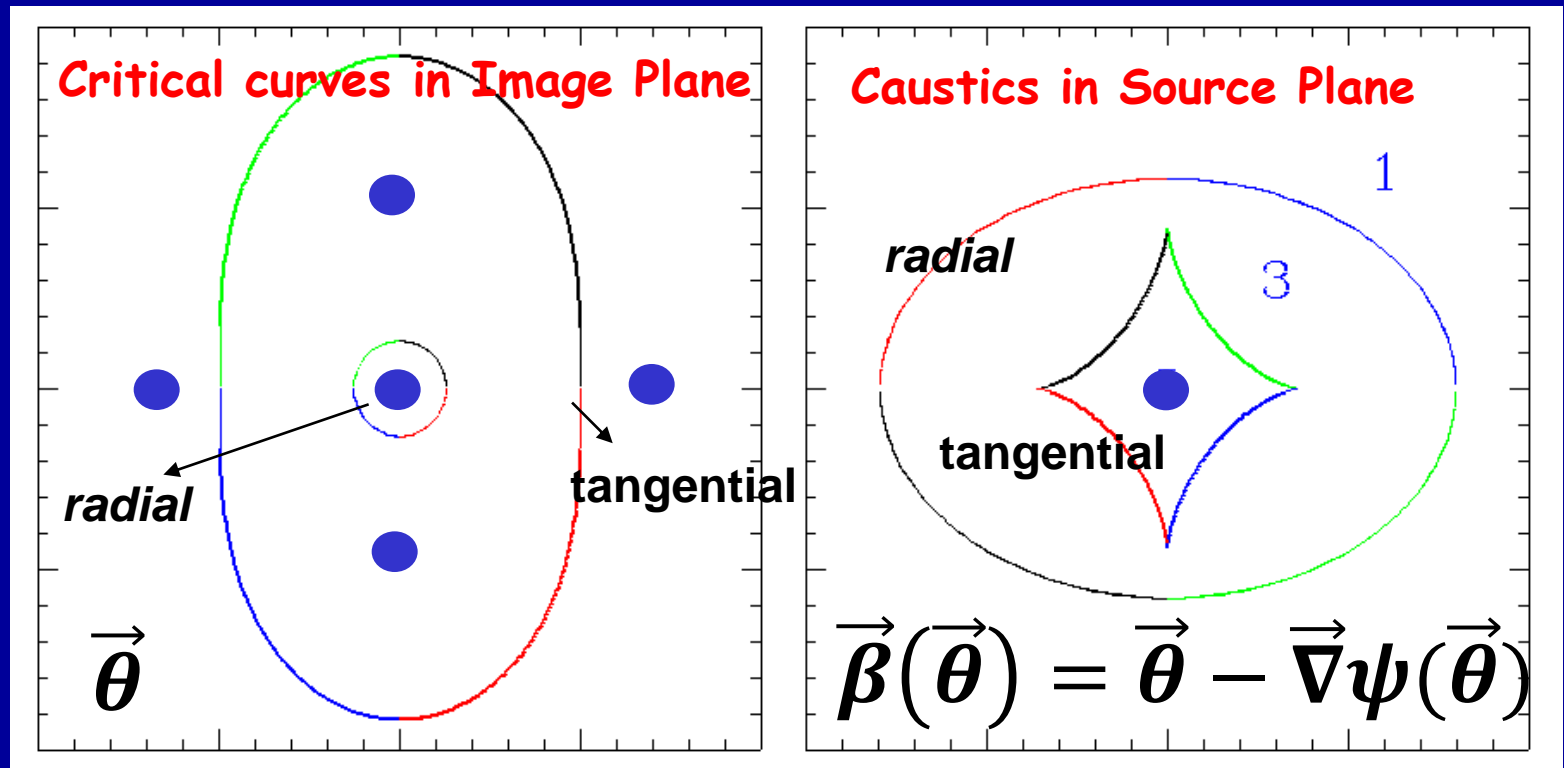 Critical curves in Image Plane
radial
tangential
θ⃗
Caustics in Source Plane
1
radial
3
tangential
β⃗(θ⃗) = θ⃗ − ∇⃗ψ(θ⃗)